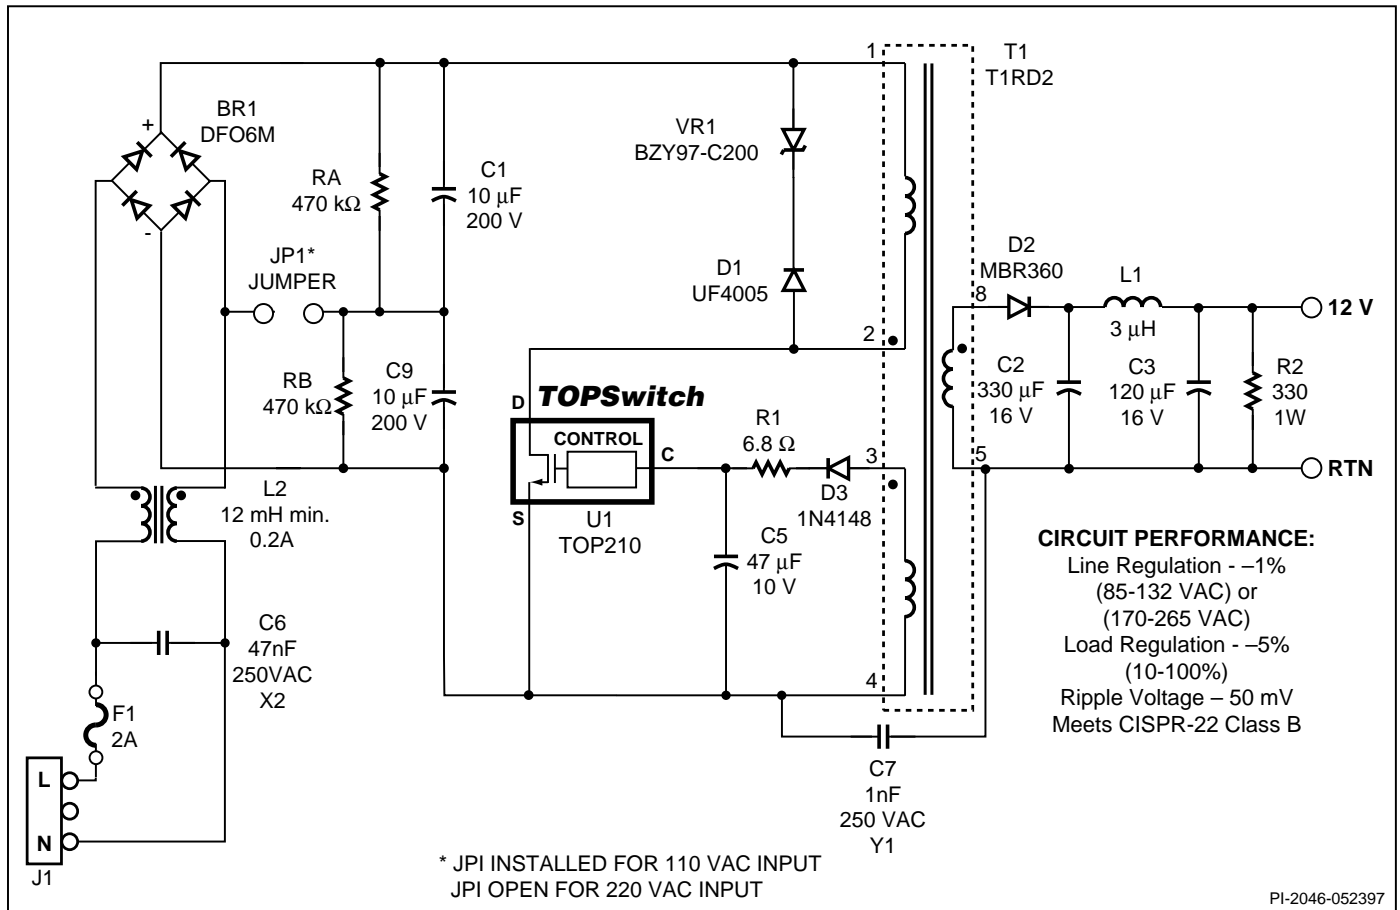 BR1
DFO6M
+
-
RA
470 kΩ
C1
10 μF
200 V
VR1
BZY97-C200
1
T1
T1RD2
D1
UF4005
2
JP1*
JUMPER
RB
470 kΩ
C9
10 μF
200 V
D2
MBR360
8
L1
3 μH
12 V
C2
330 μF
16 V
C3
120 μF
16 V
R2
330
1W
5
RTN
TOPSwitch
D
CONTROL
C
S
U1
TOP210
R1
6.8 Ω
3
D3
1N4148
C5
47 μF
10 V
4
L2
12 mH min.
0.2A
C6
47nF
250VAC
X2
F1
2A
L
N
J1
C7
1nF
250 VAC
Y1
CIRCUIT PERFORMANCE:
Line Regulation - –1%
(85-132 VAC) or
(170-265 VAC)
Load Regulation - –5%
(10-100%)
Ripple Voltage – 50 mV
Meets CISPR-22 Class B
* JPI INSTALLED FOR 110 VAC INPUT
JPI OPEN FOR 220 VAC INPUT
PI-2046-052397